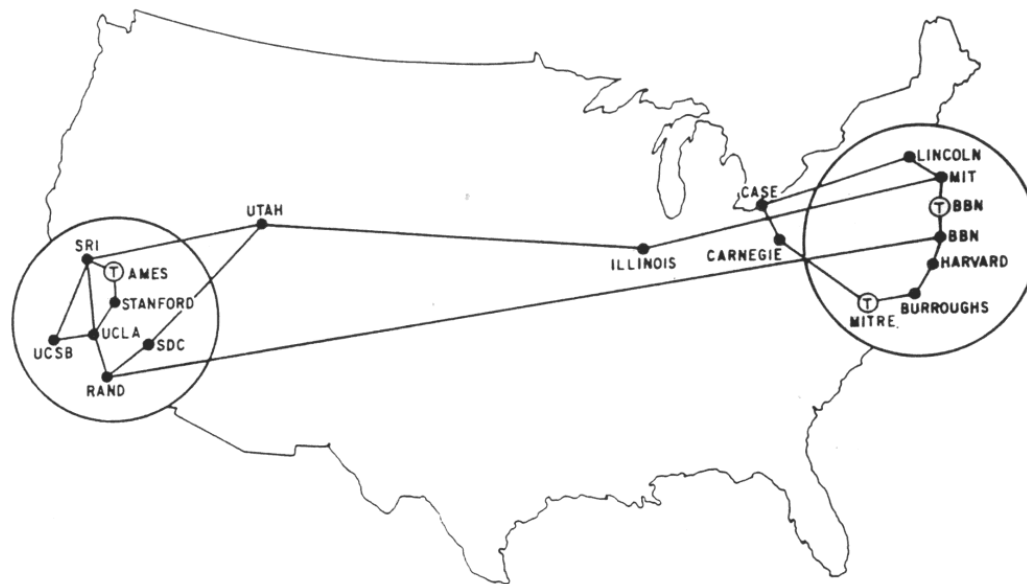 LINCOLN
MIT
CASE
T BBN
UTAH
BBN
SRI
ILLINOIS
CARNEGIE
HARVARD
T AMES
STANFORD
BURROUGHS
T
MITRE
UCLA
SDC
UCSB
RAND